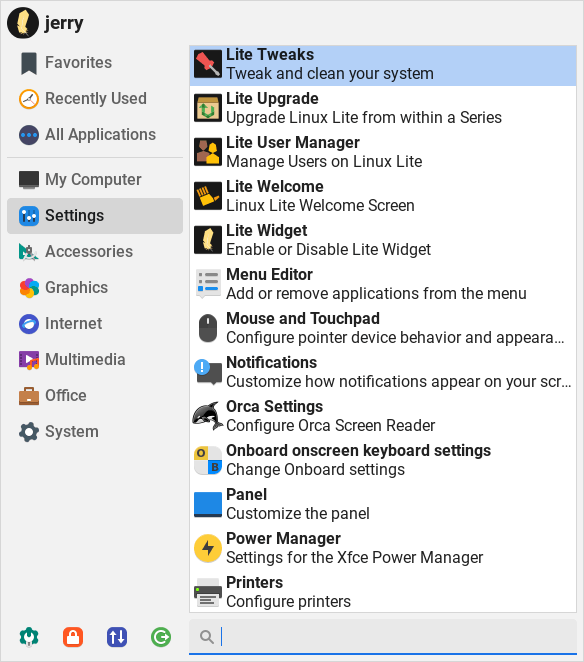 jerry
Favorites
Recently Used
All Applications
My Computer
Settings
Accessories
Graphics
Internet
Multimedia
Office
System
Lite Tweaks
Tweak and clean your system
Lite Upgrade
Upgrade Linux Lite from within a Series
Lite User Manager
Manage Users on Linux Lite
Lite Welcome
Linux Lite Welcome Screen
Lite Widget
Enable or Disable Lite Widget
Menu Editor
Add or remove applications from the menu
Mouse and Touchpad
Configure pointer device behavior and appeara...
Notifications
Customize how notifications appear on your scr...
Orca Settings
Configure Orca Screen Reader
O
B
Onboard onscreen keyboard settings
Change Onboard settings
Panel
Customize the panel
Power Manager
Settings for the Xfce Power Manager
Printers
Configure printers